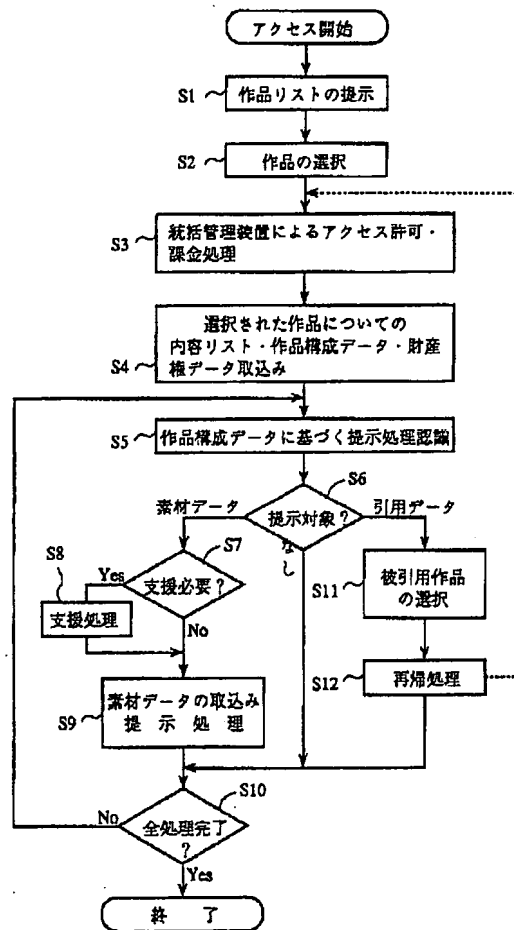 アクセス開始
S1
作品リストの提示
S2
作品の選択
S3
統括管理装置によるアクセス許可・
課金処理
S4
選択された作品についての
内容リスト・作品構成データ・財産
権データ取込み
S5
作品構成データに基づく提示処理認識
S6
提示対象?
素材データ
引用データ
なし
S7
支援必要?
Yes
No
S8
支援処理
S11
被引用作品
の選択
S9
素材データの取込み
提示処理
S12
再帰処理
S10
全処理完了
?
No
Yes
終了